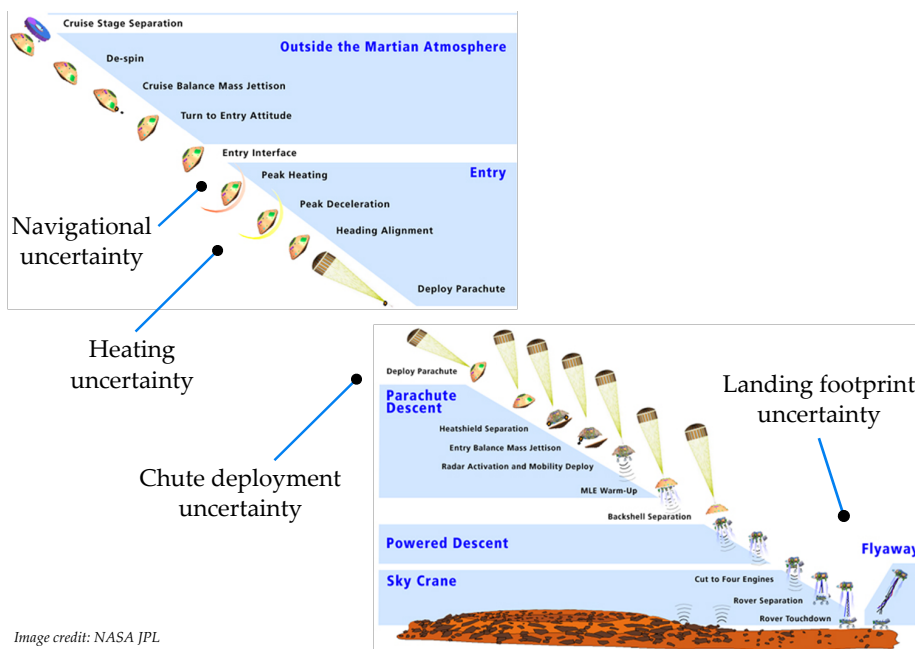 Cruise Stage Separation
Outside the Martian Atmosphere
De-spin
Cruise Balance Mass Jettison
Turn to Entry Attitude
Entry Interface
Entry
Peak Heating
Peak Deceleration
Heading Alignment
Deploy Parachute
Navigational
uncertainty
Heating
uncertainty
Chute deployment
uncertainty
Deploy Parachute
Parachute
Descent
Heatshield Separation
Entry Balance Mass Jettison
Radar Activation and Mobility Deploy
MLE Warm-Up
Backshell Separation
Landing footprint
uncertainty
Powered Descent
Flyaway
Sky Crane
Cut to Four Engines
Rover Separation
Rover Touchdown
Image credit: NASA JPL